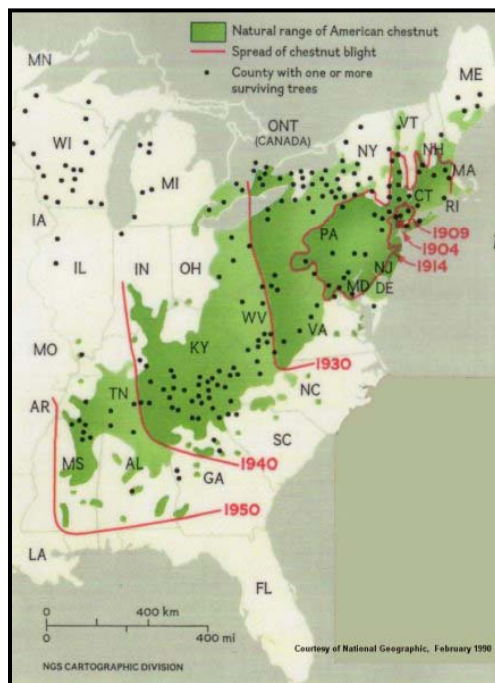 Natural range of American chestnut
Spread of chestnut blight
County with one or more
surviving trees
MN
ME
ONT
(CANADA)
VT
WI
NY
NH
MA
MI
CT
RI
IA
PA
1909
1904
IL
IN
OH
NJ
1914
MD
DE
WV
VA
MO
KY
1930
TN
NC
AR
SC
MS
AL
GA
1940
1950
LA
FL
0
400 km
0
400 mi
Courtesy of National Geographic, February 1990
NGS CARTOGRAPHIC DIVISION